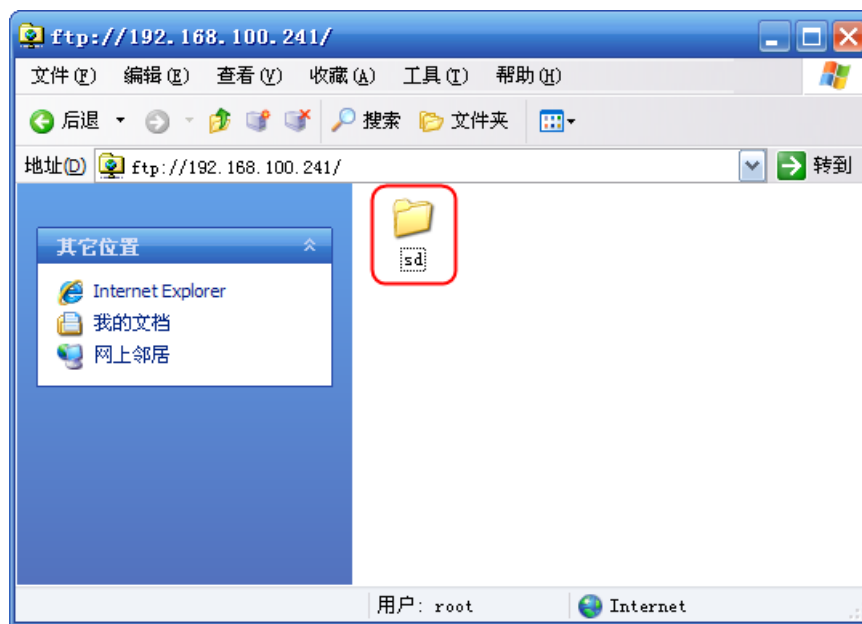 ftp://192.168.100.241/
文件(F) 编辑(E) 查看(V) 收藏(A) 工具(T) 帮助(H)
后退 搜索 文件夹
地址(D) ftp://192.168.100.241/ 转到
sd
其它位置
Internet Explorer
我的文档
网上邻居
用户: root Internet